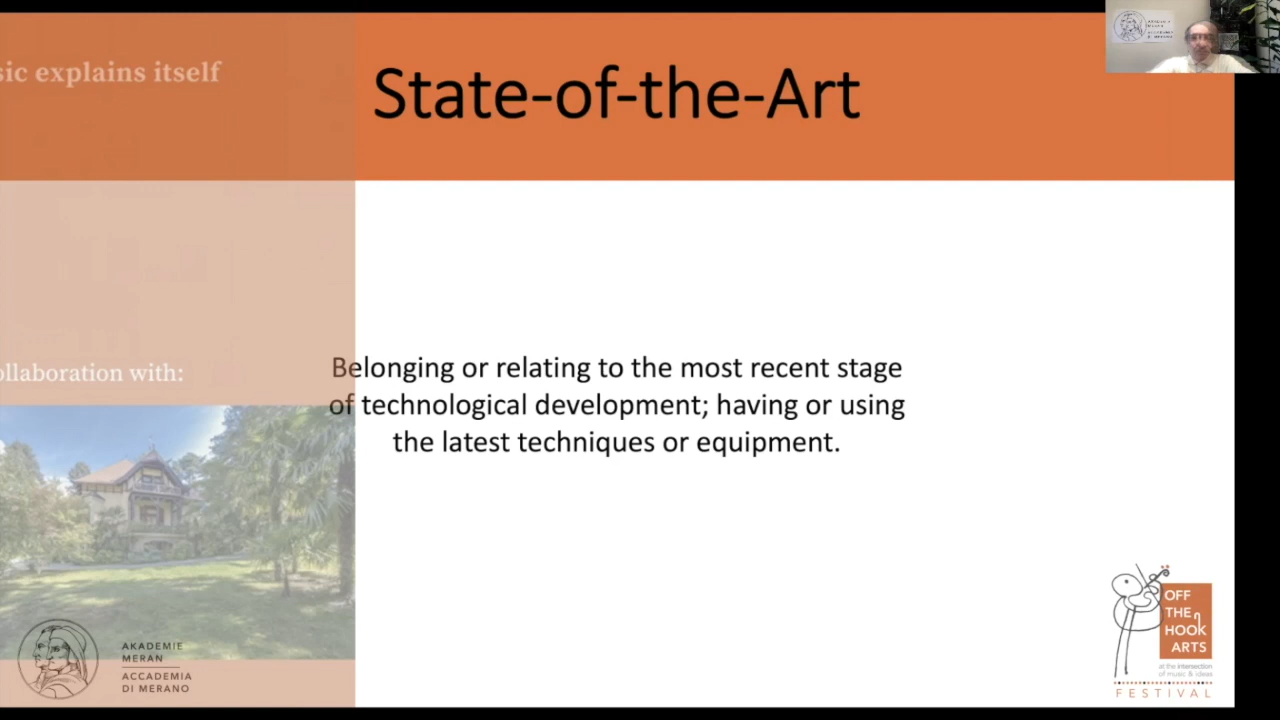 sic explains itself
State-of-the-Art
ollaboration with:
Belonging or relating to the most recent stage
of technological development; having or using
the latest techniques or equipment.
AKADEMIE
MERAN
ACCADEMIA
DI MERANO
OFF
THE
HOOK
ARTS
at the intersection
of music & ideas
FESTIVAL